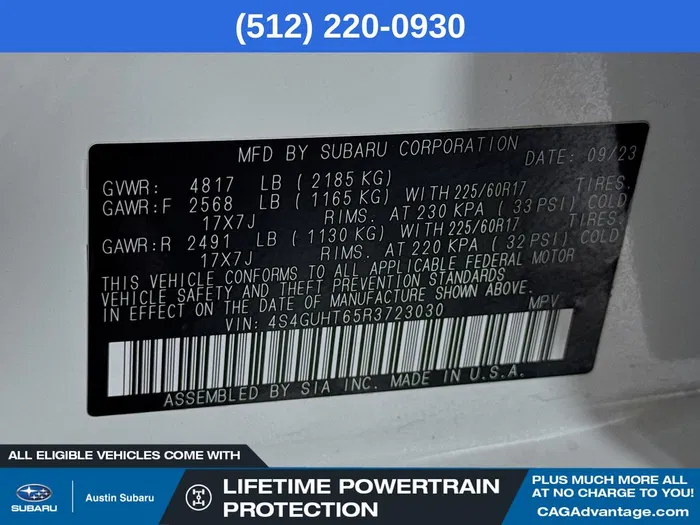 (512) 220-0930
MFD BY SUBARU CORPORATION DATE: 09/23
GVWR: 4817 LB ( 2185 KG)
GAWR:F 2568 LB ( 1165 KG) WITH 225/60R17 TIRES.
17X7J RIMS. AT 230 KPA ( 33 PSI) COLD
GAWR:R 2491 LB ( 1130 KG) WITH 225/60R17 TIRES.
17X7J RIMS. AT 220 KPA ( 32 PSI) COLD
THIS VEHICLE CONFORMS TO ALL APPLICABLE FEDERAL MOTOR
VEHICLE SAFETY AND THEFT PREVENTION STANDARDS
IN EFFECT ON THE DATE OF MANUFACTURE SHOWN ABOVE.
VIN: 4S4GUHT65R3723030 MPV
ASSEMBLED BY SIA INC. MADE IN U.S.A.
ALL ELIGIBLE VEHICLES COME WITH
SUBARU
Austin Subaru
LIFETIME POWERTRAIN
PROTECTION
PLUS MUCH MORE ALL
AT NO CHARGE TO YOU!
CAGAdvantage.com